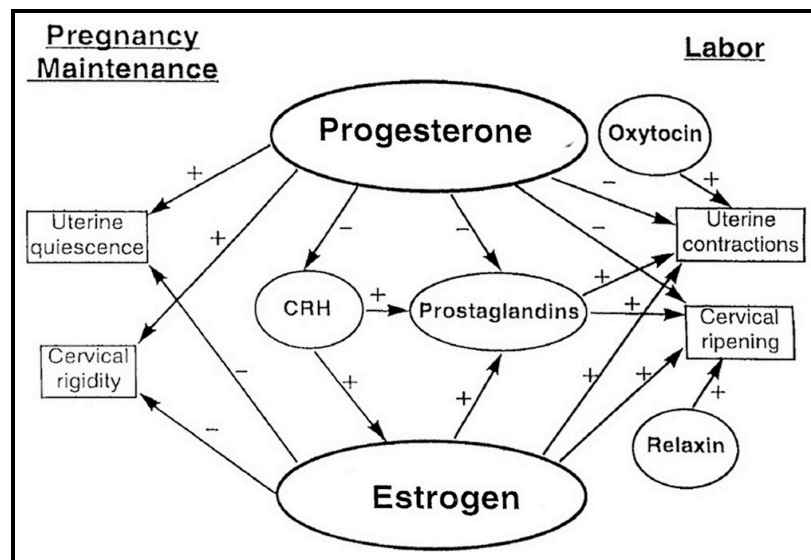 Pregnancy
Maintenance
Labor
Progesterone
Oxytocin
+
-
+
Uterine
quiescence
+
-
-
-
Uterine
contractions
+
CRH
+
Prostaglandins
+
Cervical
ripening
Cervical
rigidity
+
-
+
+
+
+
-
Relaxin
Estrogen